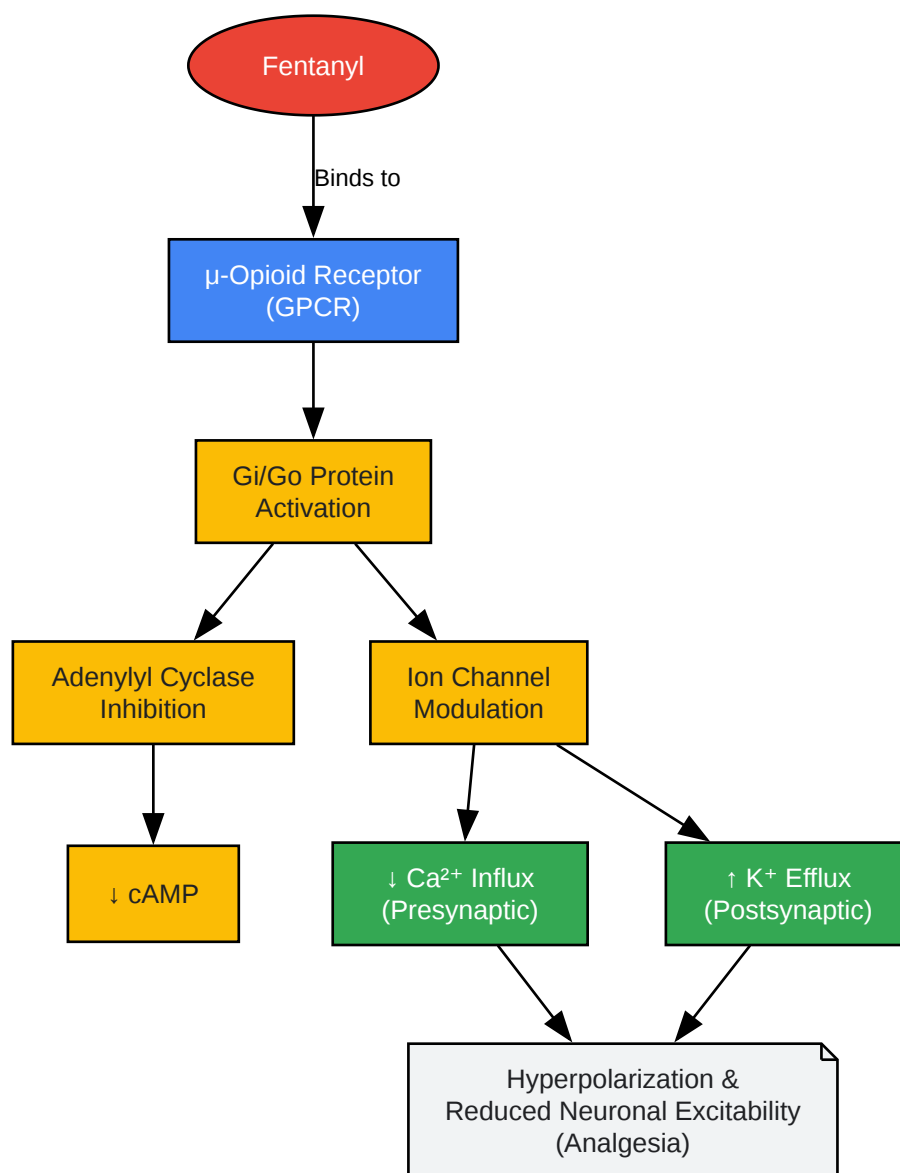 Fentanyl
Binds to
μ-Opioid Receptor
(GPCR)
Gi/Go Protein
Activation
Adenylyl Cyclase
Inhibition
Ion Channel
Modulation
↓ cAMP
↓ Ca²⁺ Influx
(Presynaptic)
↑ K⁺ Efflux
(Postsynaptic)
Hyperpolarization &
Reduced Neuronal Excitability
(Analgesia)